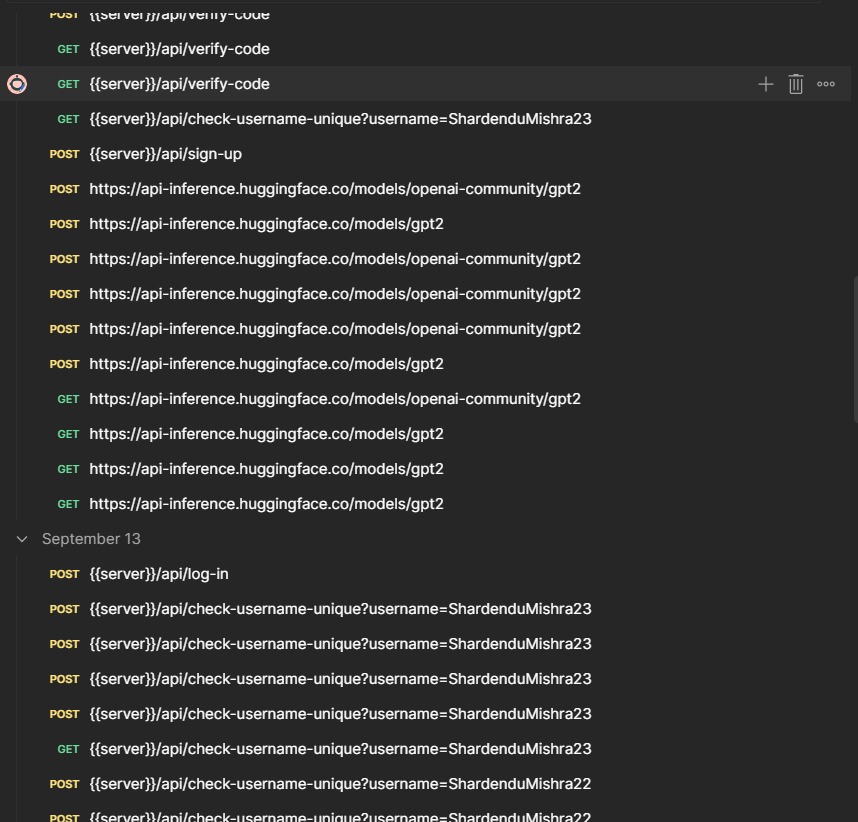 POST {{server}}/api/verify-code
GET {{server}}/api/verify-code
GET {{server}}/api/verify-code
GET {{server}}/api/check-username-unique?username=ShardenduMishra23
POST {{server}}/api/sign-up
POST https://api-inference.huggingface.co/models/openai-community/gpt2
POST https://api-inference.huggingface.co/models/gpt2
POST https://api-inference.huggingface.co/models/openai-community/gpt2
POST https://api-inference.huggingface.co/models/openai-community/gpt2
POST https://api-inference.huggingface.co/models/openai-community/gpt2
POST https://api-inference.huggingface.co/models/gpt2
GET https://api-inference.huggingface.co/models/openai-community/gpt2
GET https://api-inference.huggingface.co/models/gpt2
GET https://api-inference.huggingface.co/models/gpt2
GET https://api-inference.huggingface.co/models/gpt2
September 13
POST {{server}}/api/log-in
POST {{server}}/api/check-username-unique?username=ShardenduMishra23
POST {{server}}/api/check-username-unique?username=ShardenduMishra23
POST {{server}}/api/check-username-unique?username=ShardenduMishra23
POST {{server}}/api/check-username-unique?username=ShardenduMishra23
GET {{server}}/api/check-username-unique?username=ShardenduMishra23
POST {{server}}/api/check-username-unique?username=ShardenduMishra22
POST {{server}}/api/check-username-unique?username=ShardenduMishra22